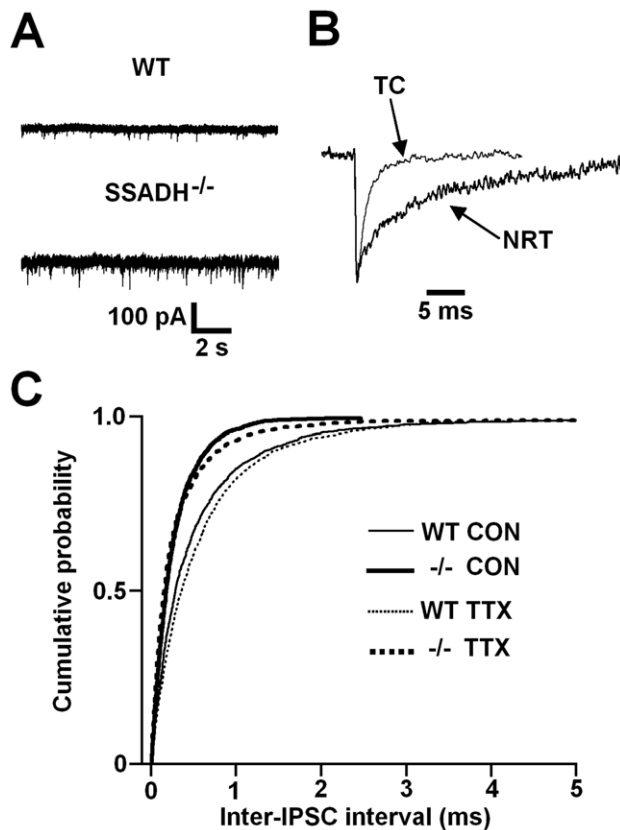 A
WT
SSADH-/-
100 pA
2 s
B
TC
NRT
5 ms
C
Cumulative probability
1.0
0.5
0
WT CON
-/- CON
WT TTX
-/- TTX
0 1 2 3 4 5
Inter-IPSC interval (ms)